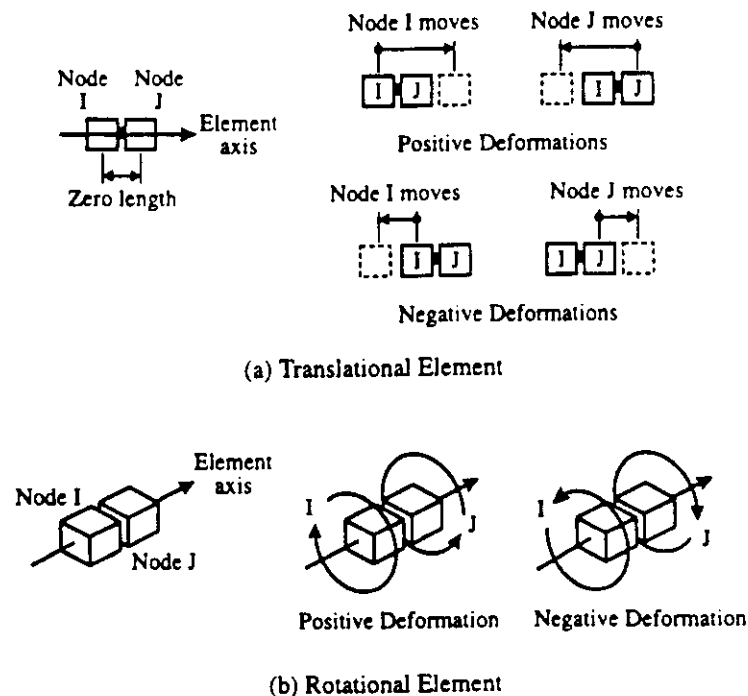 Node I moves
Node J moves
Node
I
Node
J
Element
axis
Zero length
I J
I J
Positive Deformations
Node I moves
Node J moves
I J
I J
Negative Deformations
(a) Translational Element
Node I
Node J
Element
axis
I
J
Positive Deformation
I
J
Negative Deformation
(b) Rotational Element